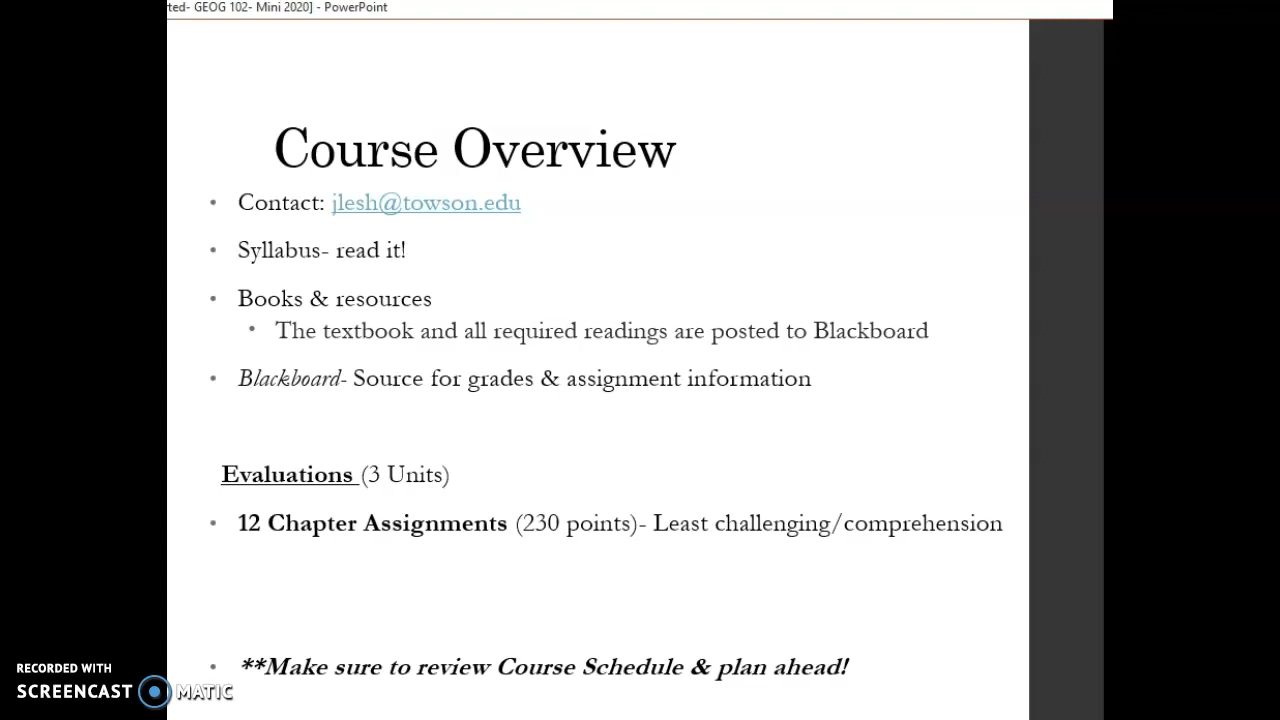 rted- GEOG 102- Mini 2020] - PowerPoint
Course Overview
• Contact: jlesh@towson.edu
• Syllabus- read it!
• Books & resources
• The textbook and all required readings are posted to Blackboard
• Blackboard- Source for grades & assignment information
Evaluations (3 Units)
• 12 Chapter Assignments (230 points)- Least challenging/comprehension
• **Make sure to review Course Schedule & plan ahead!
RECORDED WITH
SCREENCAST MATIC